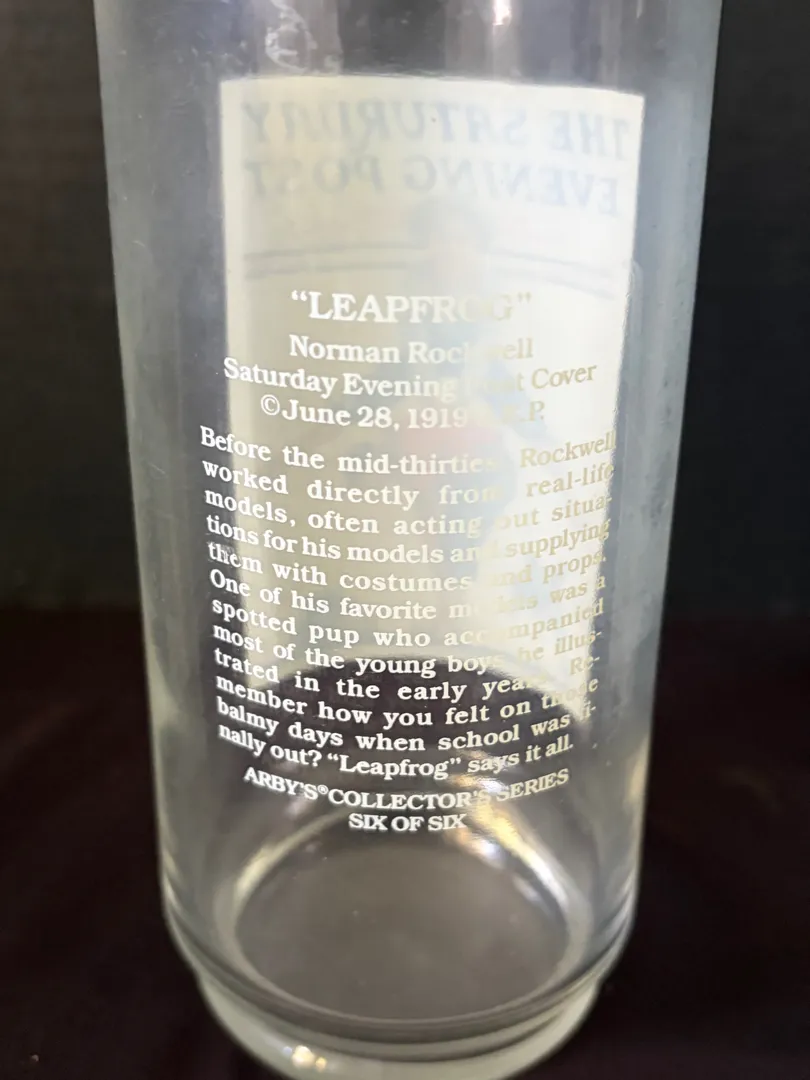 THE SATURDAY
EVENING POST
“LEAPFROG”
Norman Rockwell
Saturday Evening Post Cover
©June 28, 1919 .P.
Before the mid-thirties, Rockwell
worked directly from real-life
models, often acting out situa-
tions for his models and supplying
them with costumes and props.
One of his favorite models was a
spotted pup who accompanied
most of the young boys he illus-
trated in the early years. Re-
member how you felt on those
balmy days when school was fi-
nally out? “Leapfrog” says it all.
ARBY'S® COLLECTOR'S SERIES
SIX OF SIX